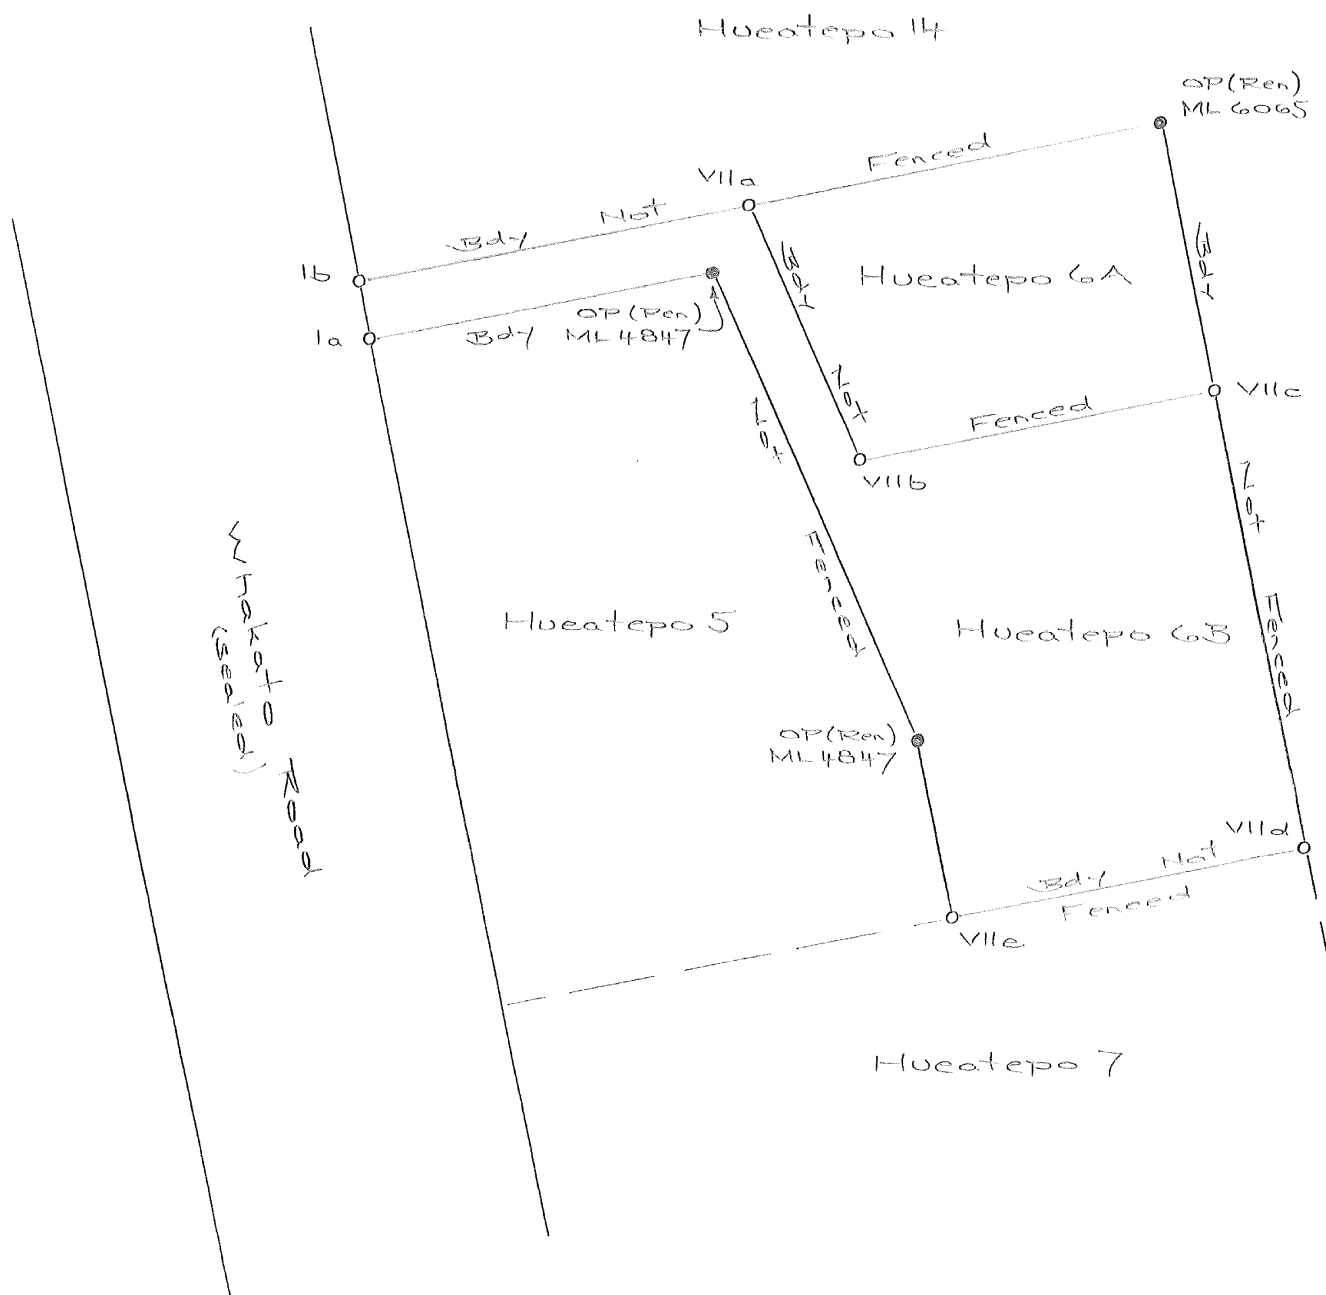 Hueatepo 14
OP (Ren)
ML 6065
Bdy Not Fenced
VIIa
Ib
Ia
OP (Ren)
ML 4847
Bdy Not Fenced
Bdy Not Fenced
Hueatepo 6A
Bdy Not Fenced
VIIb
VIIc
Hueatepo 5
Hueatepo 6B
Whakato Road
(Sealed)
OP (Ren)
ML 4847
VIId
Bdy Not
Fenced
VIIe
Hueatepo 7